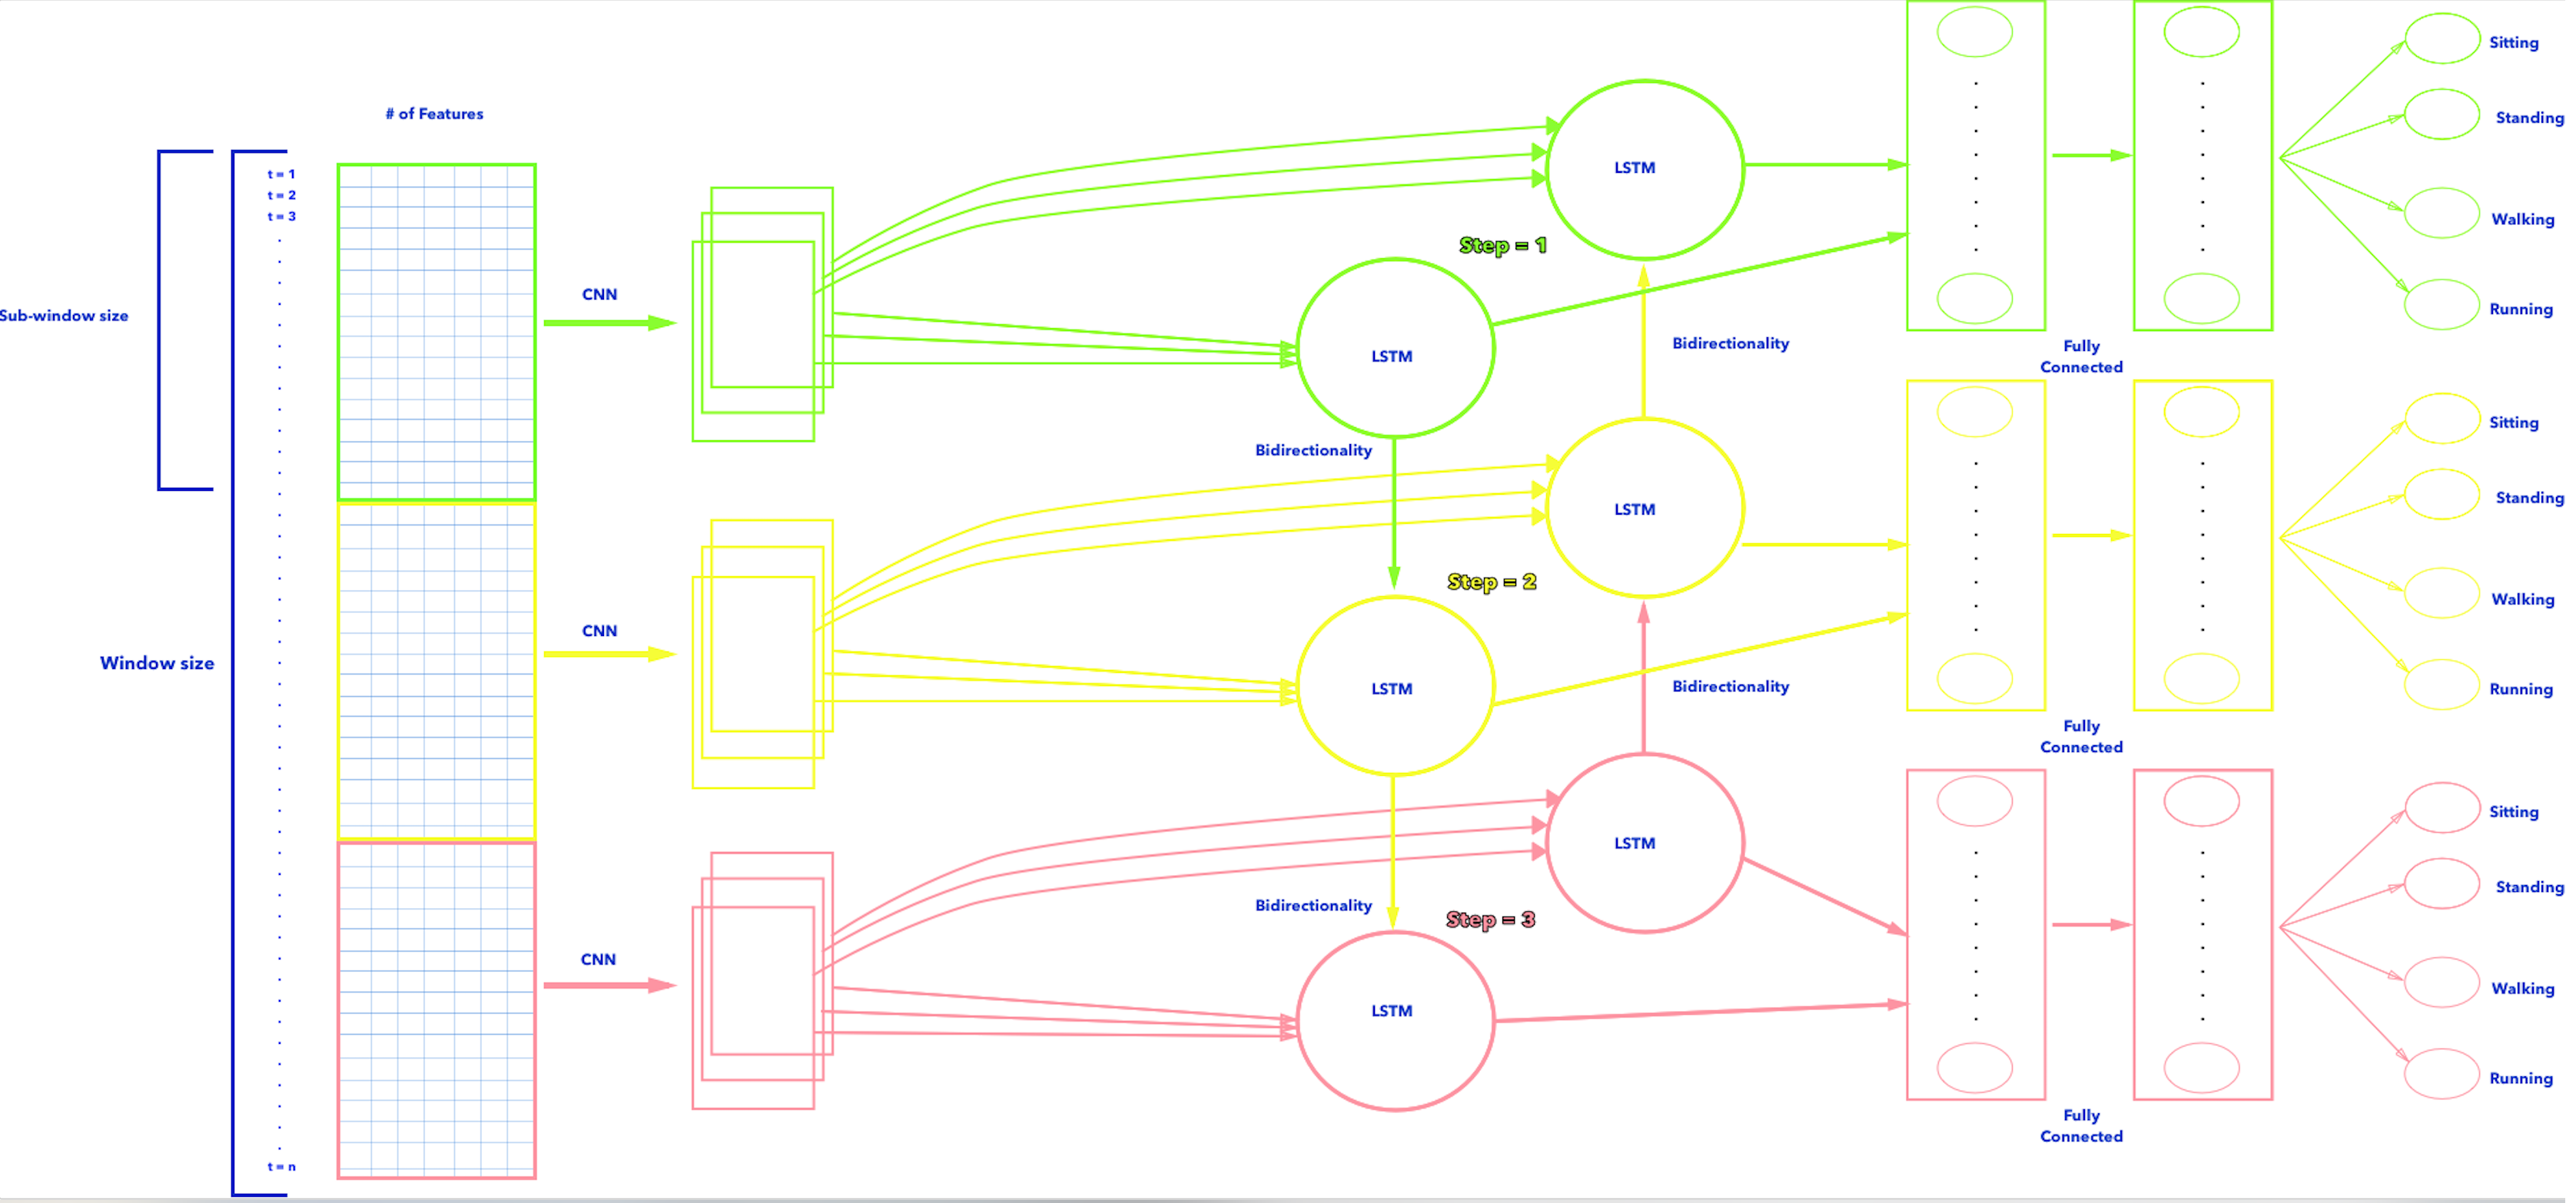 # of Features
t = 1
t = 2
t = 3
Sub-window size
Window size
t = n
CNN
CNN
CNN
LSTM
Step = 1
LSTM
Bidirectionality
Bidirectionality
LSTM
Step = 2
LSTM
Bidirectionality
Bidirectionality
LSTM
Step = 3
LSTM
Fully
Connected
Sitting
Standing
Walking
Running
Fully
Connected
Sitting
Standing
Walking
Running
Fully
Connected
Sitting
Standing
Walking
Running